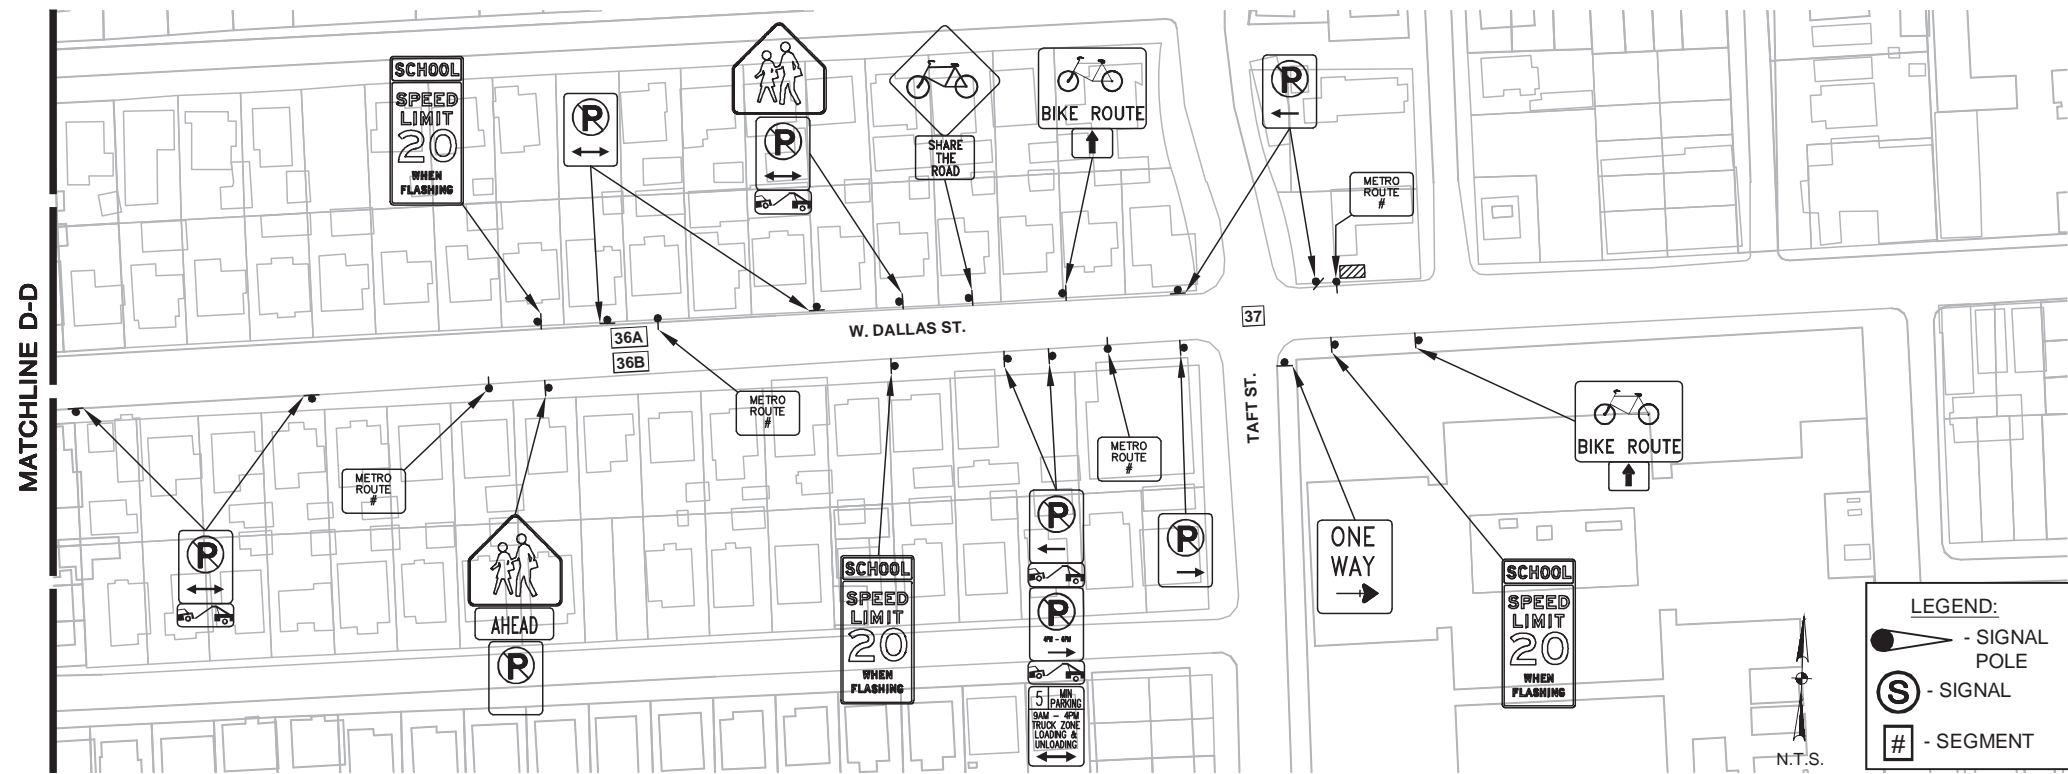 MATCHLINE D-D
SCHOOL
SPEED
LIMIT
20
WHEN
FLASHING
P
P
SHARE
THE
ROAD
BIKE ROUTE
P
METRO
ROUTE
#
36A
36B
W. DALLAS ST.
37
TAFT ST.
METRO
ROUTE
#
METRO
ROUTE
#
P
AHEAD
P
SCHOOL
SPEED
LIMIT
20
WHEN
FLASHING
P
P
4PM - 6PM
5 MIN
PARKING
9AM - 4PM
TRUCK ZONE
LOADING &
UNLOADING
METRO
ROUTE
#
P
ONE
WAY
BIKE ROUTE
SCHOOL
SPEED
LIMIT
20
WHEN
FLASHING
N.T.S.
LEGEND:
- SIGNAL
POLE
S - SIGNAL
# - SEGMENT